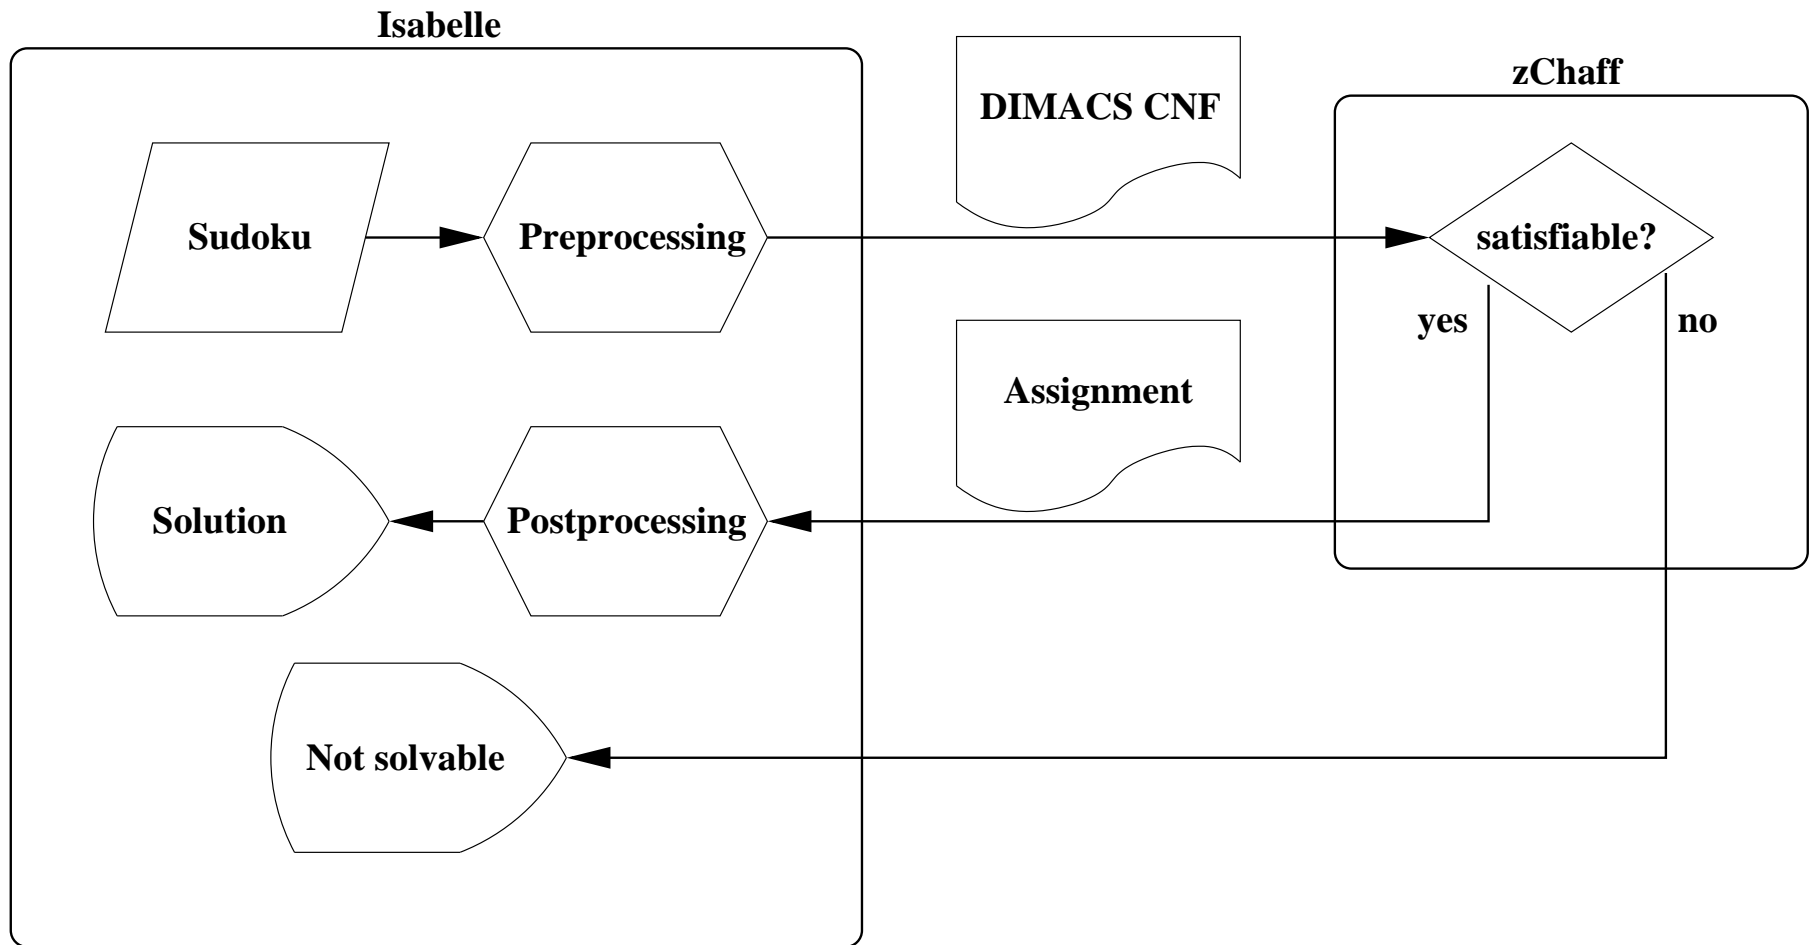 Isabelle
zChaff
DIMACS CNF
Sudoku
Preprocessing
satisfiable?
yes
no
Assignment
Solution
Postprocessing
Not solvable